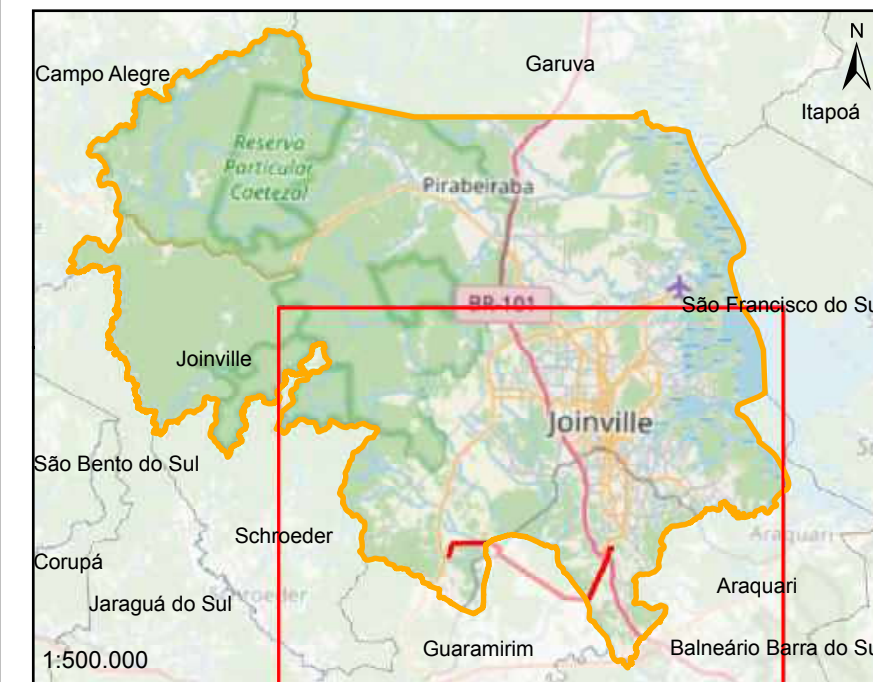 N
Garuva
Campo Alegre
Itapoá
Reserva
Particular
Caetezal
Pirabeiraba
BR-101
São Francisco do Su
Joinville
Joinville
São Bento do Sul
Schroeder
Araquari
Corupá
Araquari
Schroeder
Jaraguá do Sul
Guaramirim
Balneário Barra do Su
1:500.000